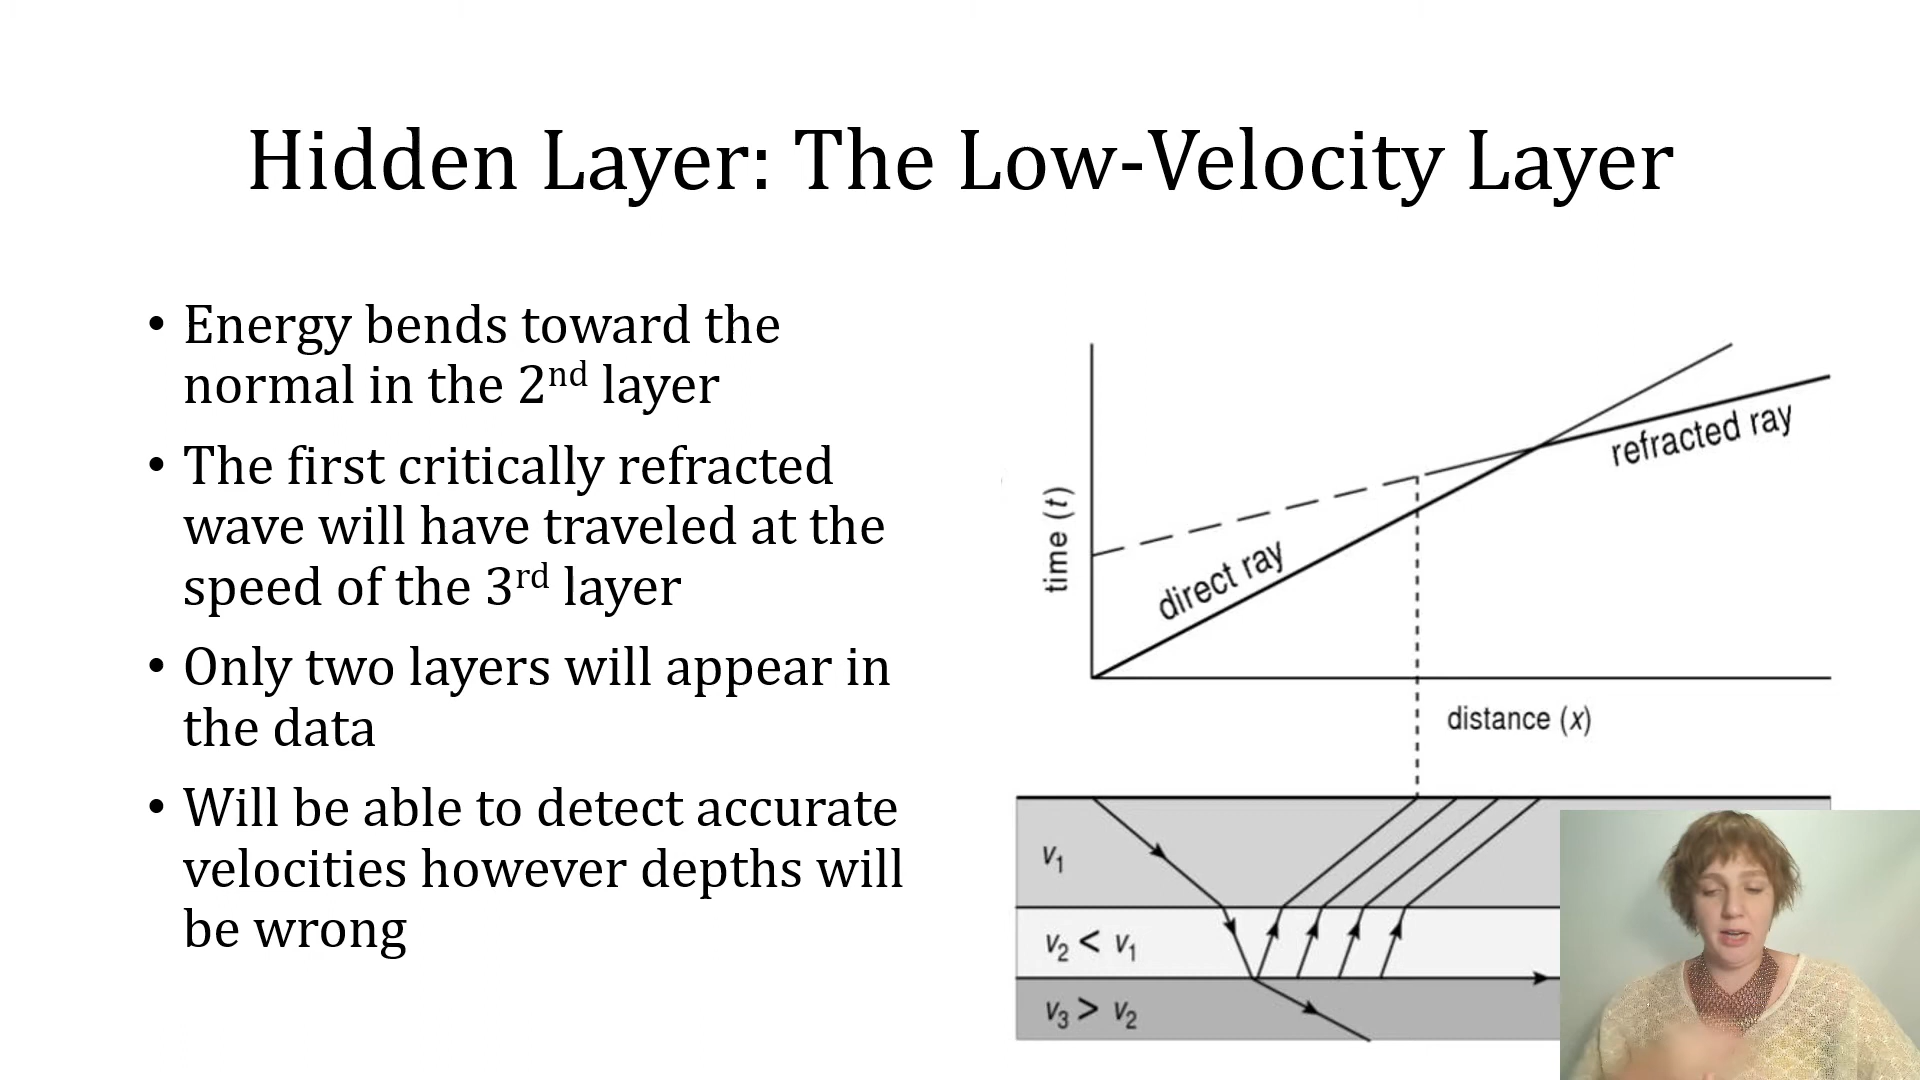 Hidden Layer: The Low-Velocity Layer
• Energy bends toward the
normal in the 2nd layer
• The first critically refracted
wave will have traveled at the
speed of the 3rd layer
• Only two layers will appear in
the data
• Will be able to detect accurate
velocities however depths will
be wrong
time (t)
direct ray
refracted ray
distance (x)
v1
v2 < v1
v3 > v2